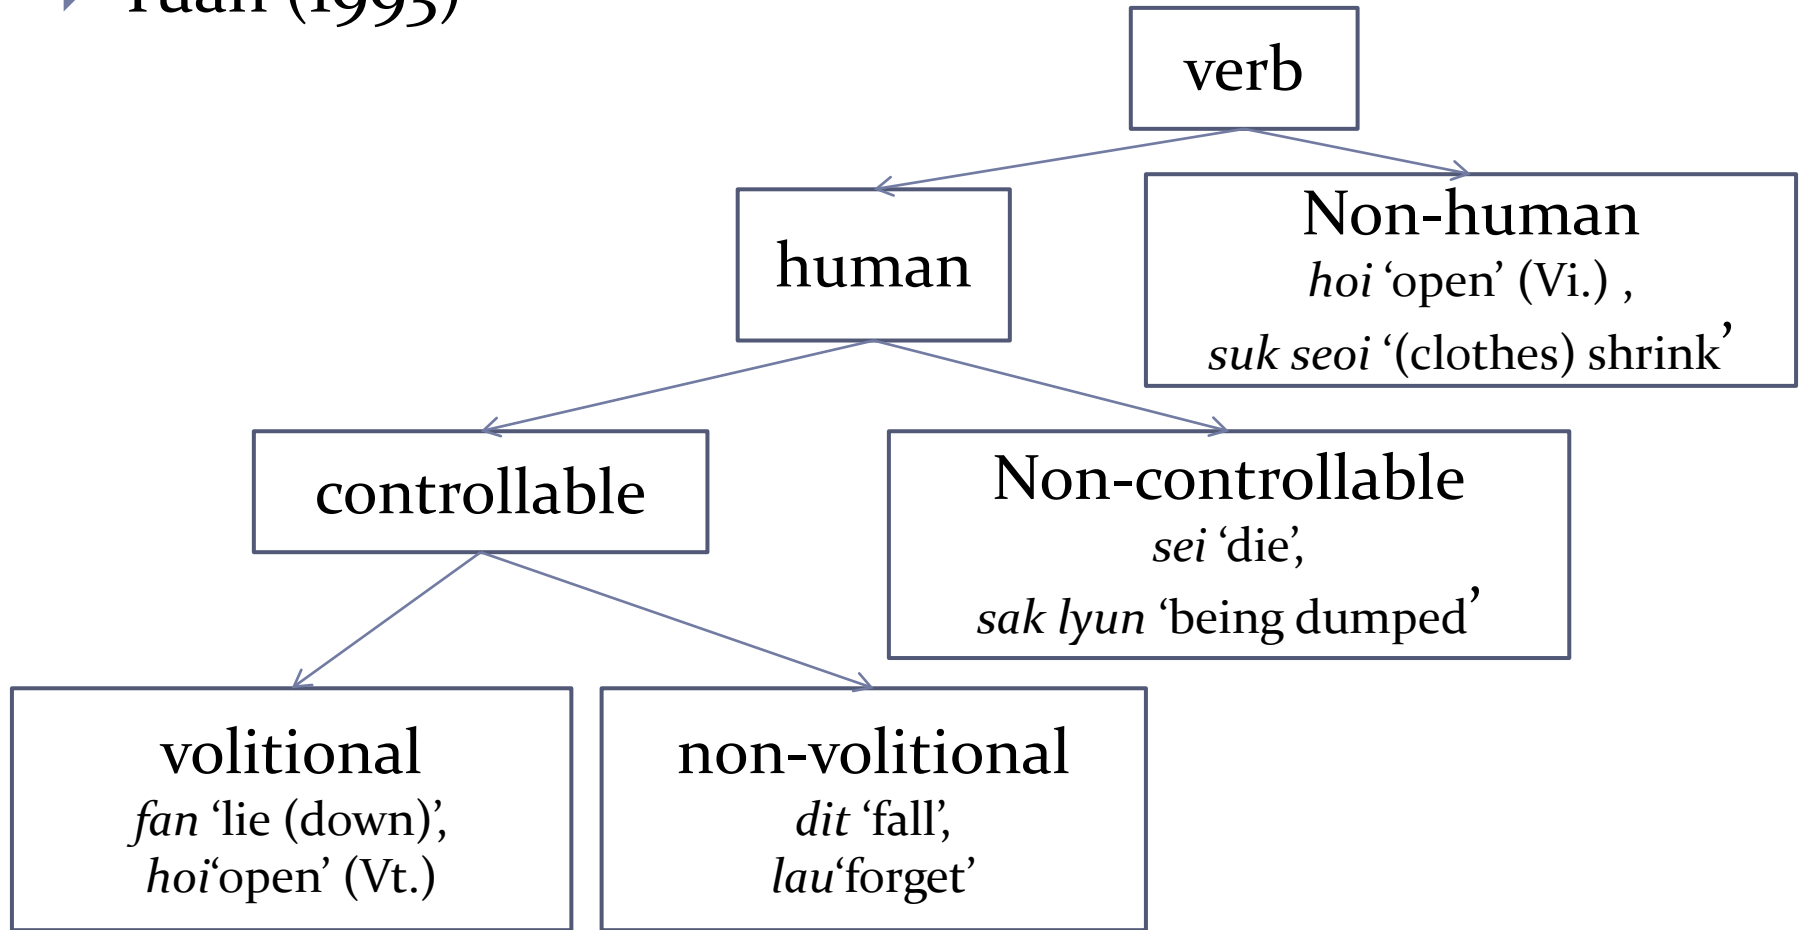 (1993)
verb
human
Non-human
hoi ‘open’ (Vi.) ,
suk seoi ‘(clothes) shrink’
controllable
Non-controllable
sei ‘die’,
sak lyun ‘being dumped’
volitional
fan ‘lie (down)’,
hoi‘open’ (Vt.)
non-volitional
dit ‘fall’,
lau‘forget’